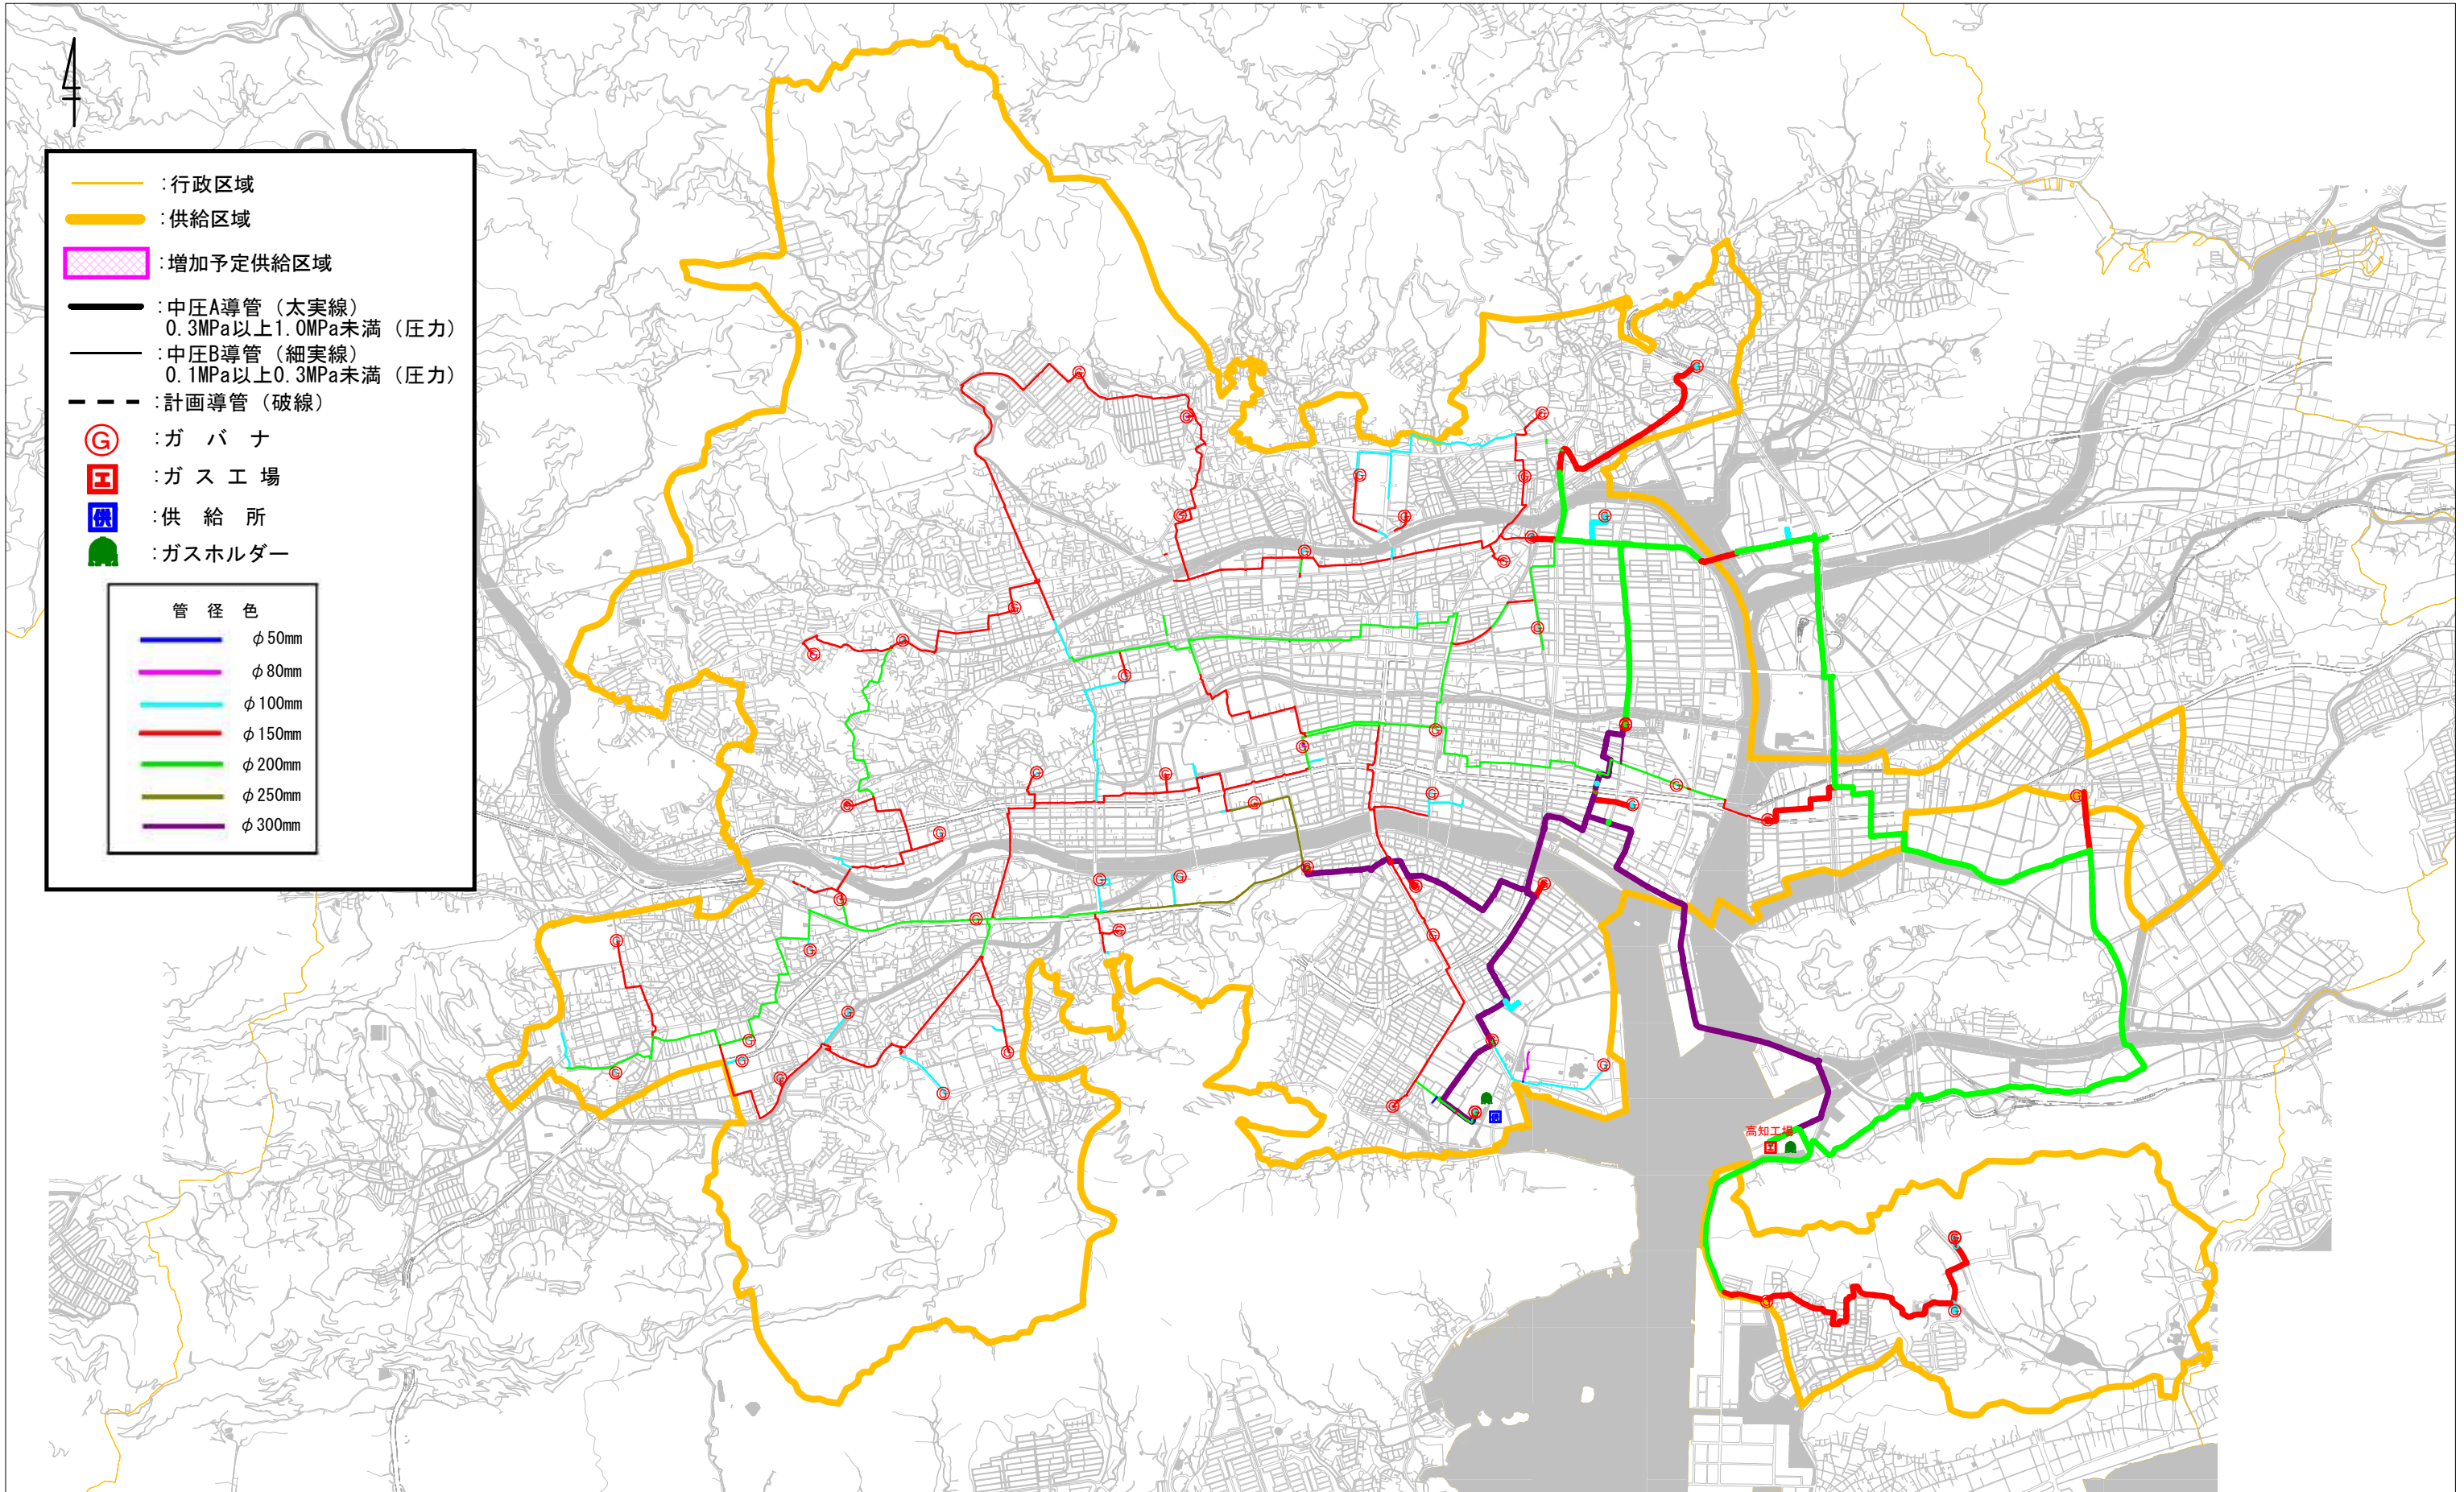 :行政区域
:供給区域
:増加予定供給区域
:中圧A導管（太実線）
0.3MPa以上1.0MPa未満（圧力）
:中圧B導管（細実線）
0.1MPa以上0.3MPa未満（圧力）
:計画導管（破線）
G :ガバナ
工 :ガス工場
供 :供給所
:ガスホルダー
管径色
φ50mm
φ80mm
φ100mm
φ150mm
φ200mm
φ250mm
φ300mm
高知工場
工
供